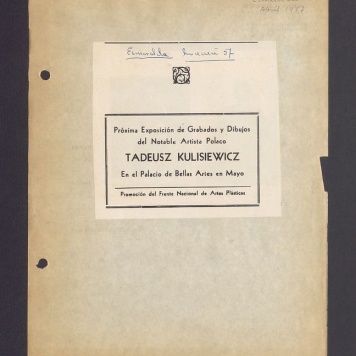 Próxima Exposición de Grabados y Dibujos
del Notable Artista Polaco
TADEUSZ KULISIEWICZ
En el Palacio de Bellas Artes en Mayo
Promoción del Frente Nacional de Artes Plásticas